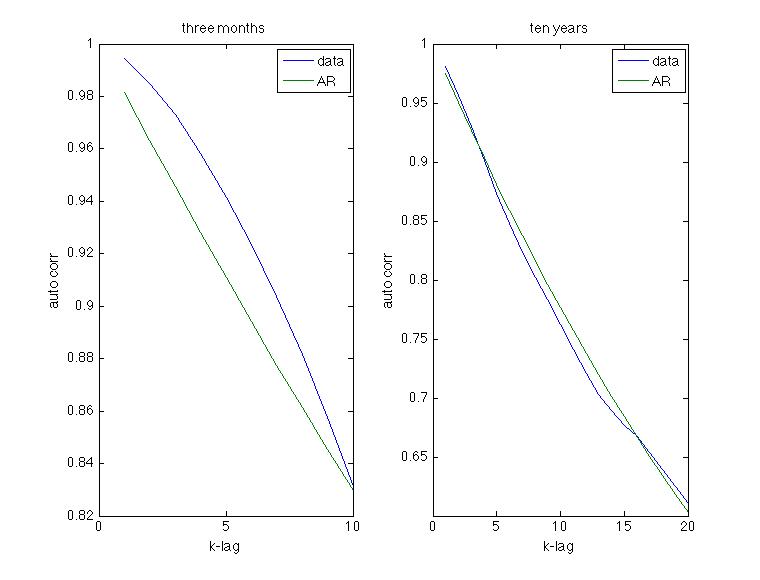 three months
1
0.98
0.96
0.94
0.92
0.9
0.88
0.86
0.84
0.82
0
5
10
auto corr
k-lag
data
AR
ten years
1
0.95
0.9
0.85
0.8
0.75
0.7
0.65
0
5
10
15
20
auto corr
k-lag
data
AR